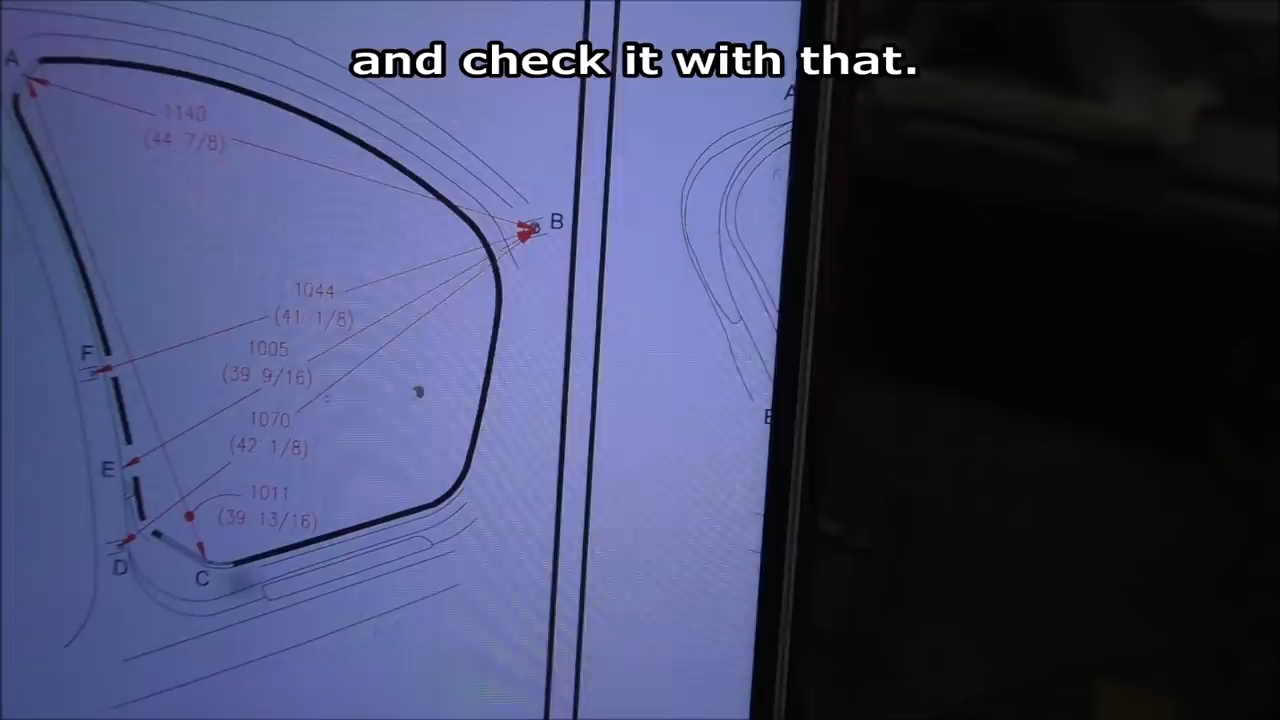 and check it with that.
A
1140
(44 7/8)
B
1044
(41 1/8)
F
1005
(39 9/16)
1070
(42 1/8)
E
1011
(39 13/16)
D
C
A
K
E